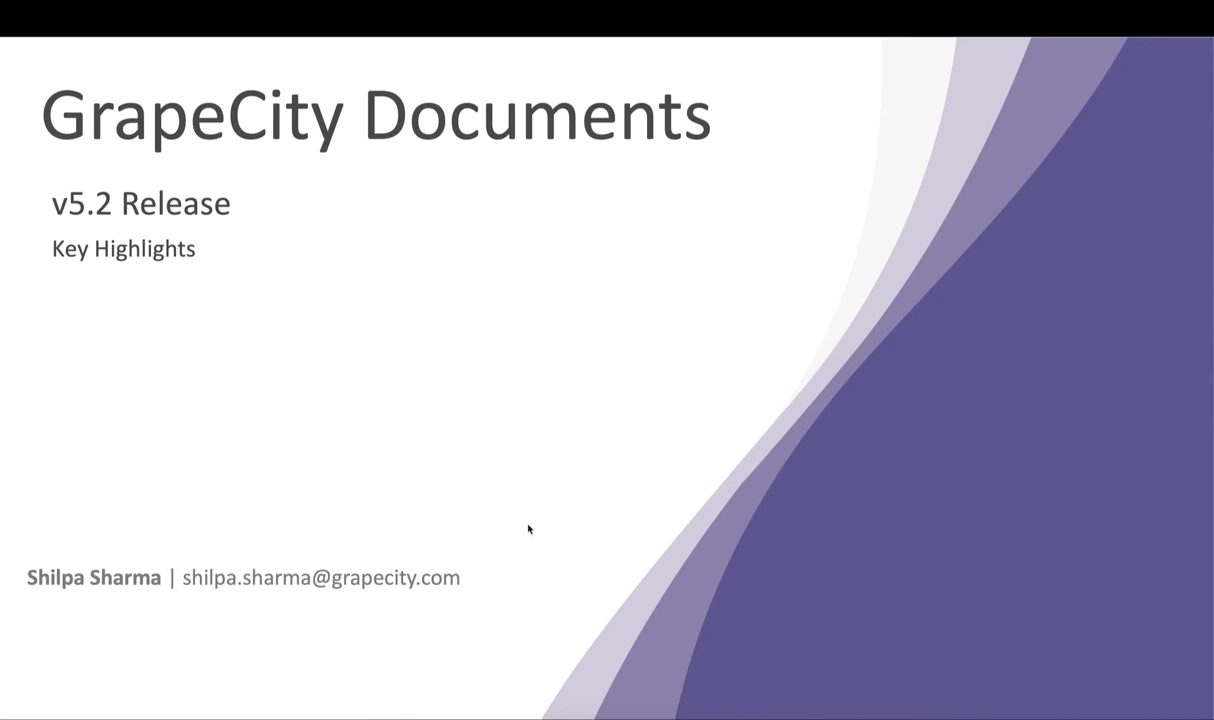 GrapeCity Documents
v5.2 Release
Key Highlights
Shilpa Sharma | shilpa.sharma@grapecity.com